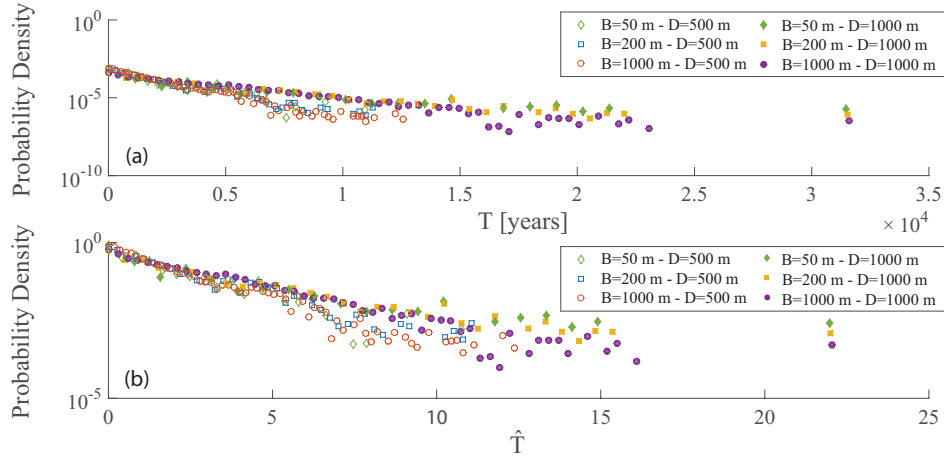 Probability Density
10^0
10^-5
10^-10
B=50 m - D=500 m
B=200 m - D=500 m
B=1000 m - D=500 m
B=50 m - D=1000 m
B=200 m - D=1000 m
B=1000 m - D=1000 m
(a)
0 0.5 1 1.5 2 2.5 3 3.5
T [years]
× 10^4
Probability Density
10^0
10^-5
B=50 m - D=500 m
B=200 m - D=500 m
B=1000 m - D=500 m
B=50 m - D=1000 m
B=200 m - D=1000 m
B=1000 m - D=1000 m
(b)
0 5 10 15 20 25
T̂